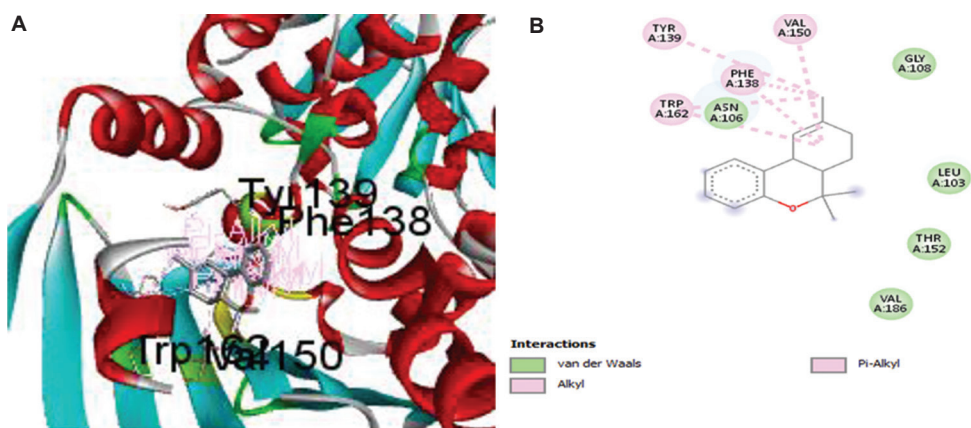 A
Tyr139
Phe138
Trp162
Val150
B
TYR
A:139
VAL
A:150
GLY
A:108
PHE
A:138
TRP
A:162
ASN
A:106
LEU
A:103
THR
A:152
VAL
A:186
O
Interactions
van der Waals
Alkyl
Pi-Alkyl